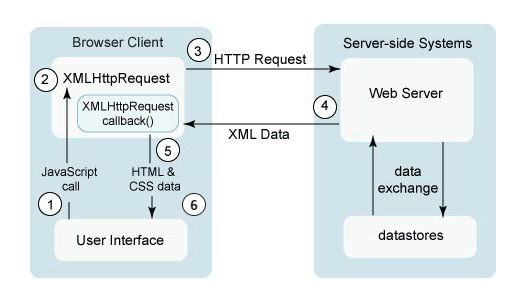 Browser Client
Server-side Systems
3
HTTP Request
2
XMLHttpRequest
Web Server
XMLHttpRequest
callback()
4
XML Data
5
JavaScript
call
HTML &
CSS data
data
exchange
1
6
User Interface
datastores